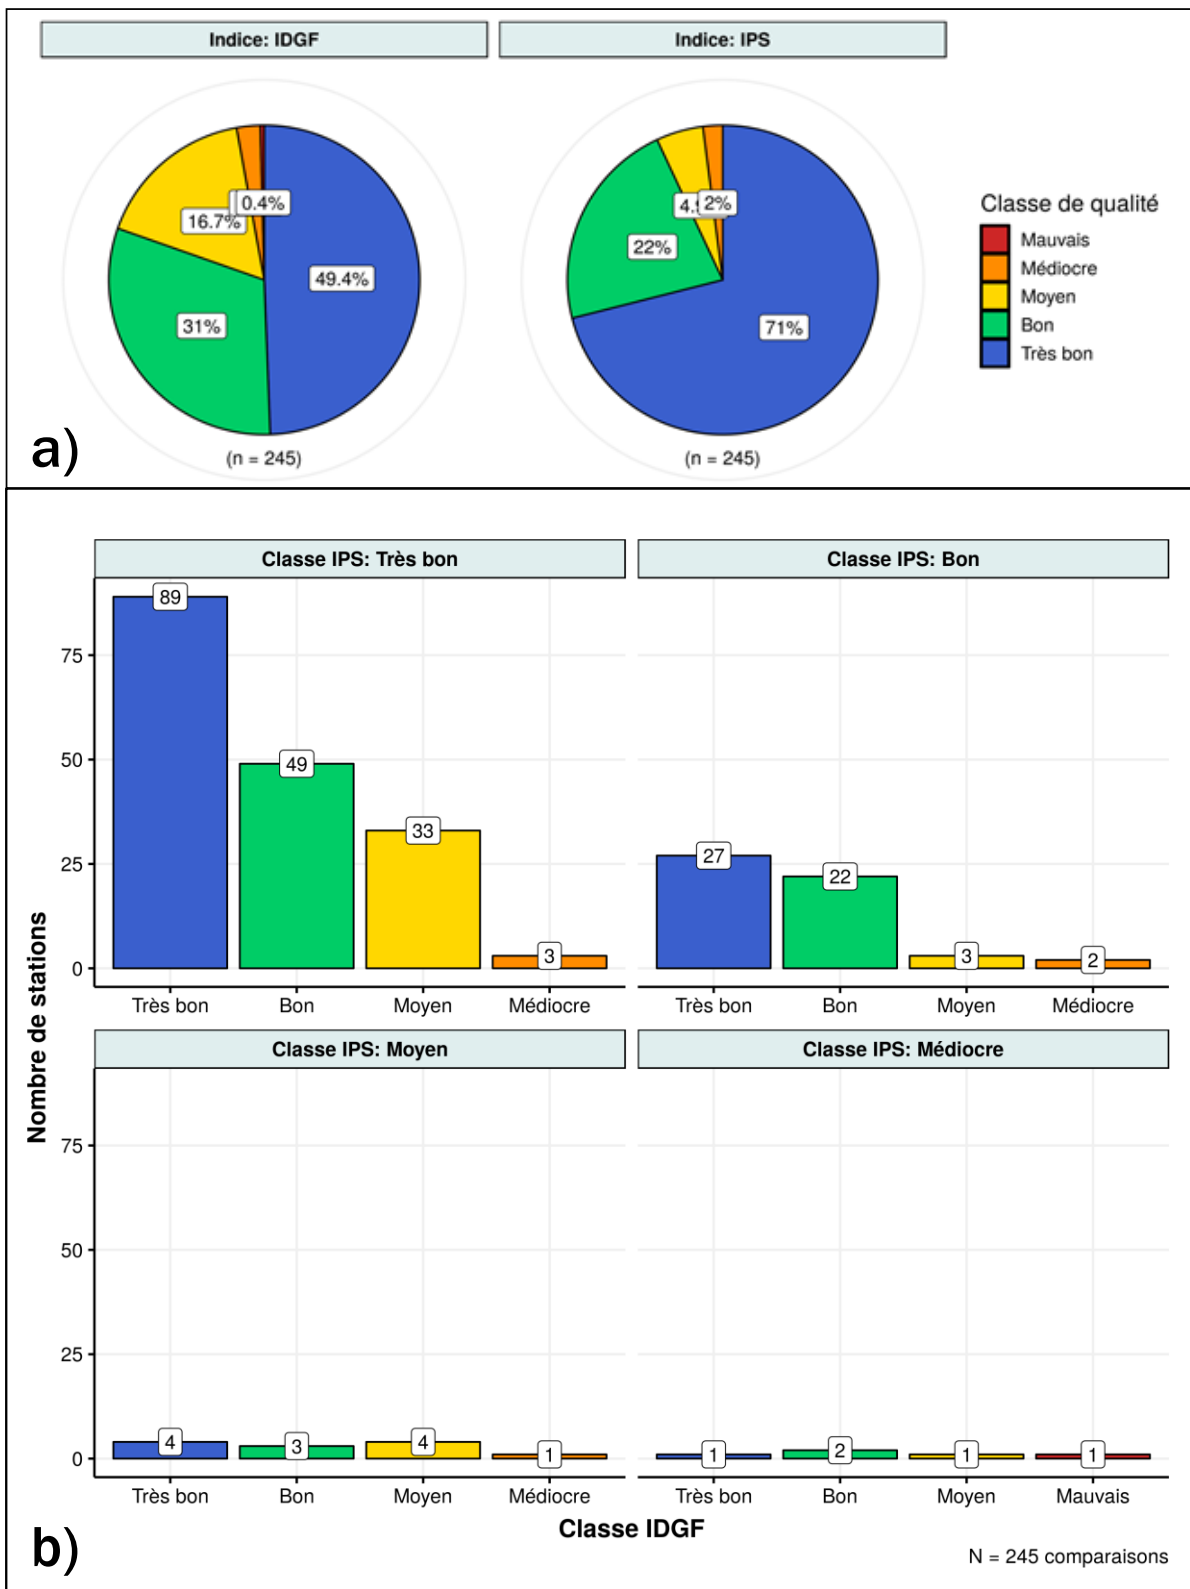 Indice: IDGF
Indice: IPS
0.4%
16.7%
49.4%
31%
2%
22%
71%
(n = 245)
(n = 245)
Classe de qualité
Mauvais
Médiocre
Moyen
Bon
Très bon
a)
Classe IPS: Très bon
Classe IPS: Bon
89
49
33
3
27
22
3
2
75
50
25
0
Très bon
Bon
Moyen
Médiocre
Très bon
Bon
Moyen
Médiocre
Nombre de stations
Classe IPS: Moyen
Classe IPS: Médiocre
75
50
25
0
4
3
4
1
1
2
1
1
Très bon
Bon
Moyen
Médiocre
Très bon
Bon
Moyen
Mauvais
Classe IDGF
b)
N = 245 comparaisons